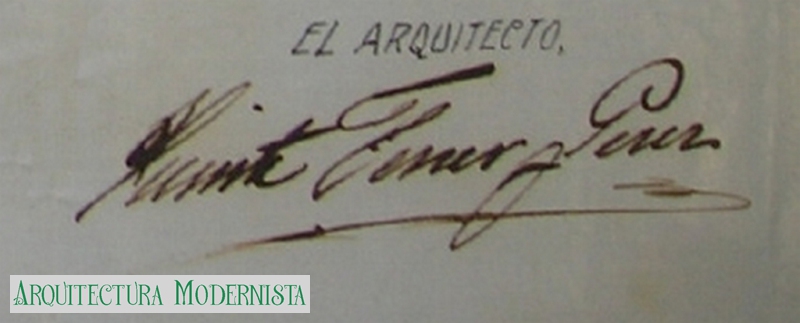 EL ARQUITECTO.
Vicente Ferrer y Perez
ARQUITECTURA MODERNISTA